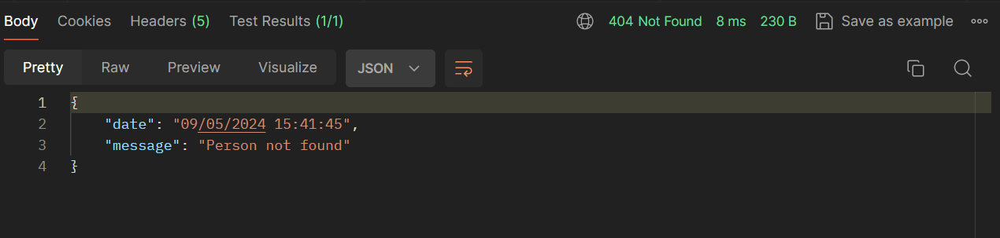 Body Cookies Headers (5) Test Results (1/1) 404 Not Found 8 ms 230 B Save as example
Pretty Raw Preview Visualize JSON
1 {
2 "date": "09/05/2024 15:41:45",
3 "message": "Person not found"
4 }